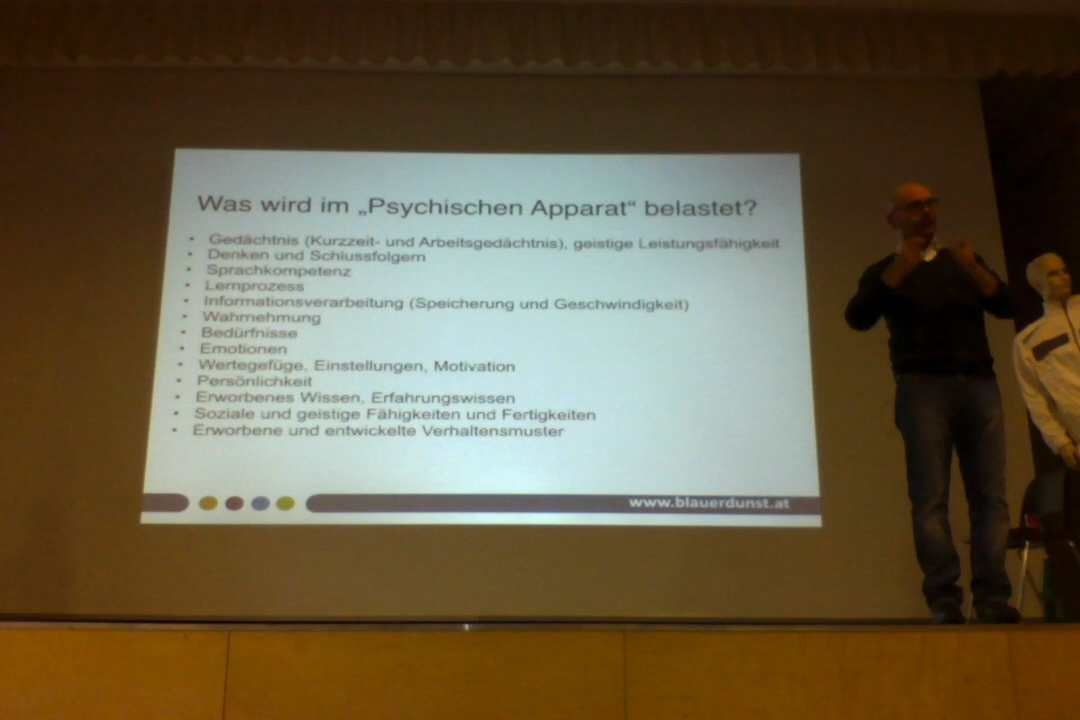 Was wird im „Psychischen Apparat“ belastet?
• Gedächtnis (Kurzzeit- und Arbeitsgedächtnis), geistige Leistungsfähigkeit
• Denken und Schlussfolgern
• Sprachkompetenz
• Lernprozess
• Informationsverarbeitung (Speicherung und Geschwindigkeit)
• Wahrnehmung
• Bedürfnisse
• Emotionen
• Wertegefüge, Einstellungen, Motivation
• Persönlichkeit
• Erworbenes Wissen, Erfahrungswissen
• Soziale und geistige Fähigkeiten und Fertigkeiten
• Erworbene und entwickelte Verhaltensmuster
www.blauerdunst.at